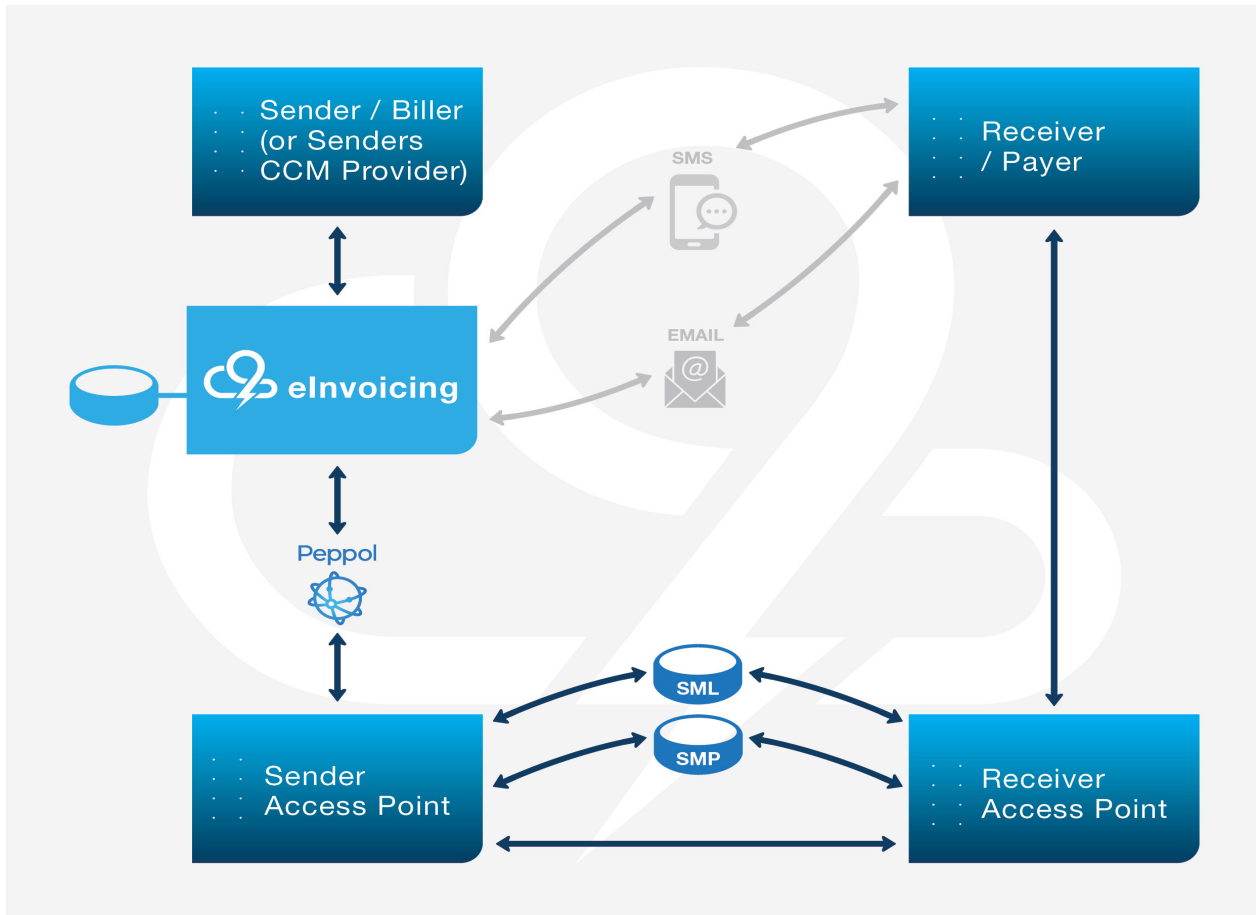 Sender / Biller
(or Senders
CCM Provider)
SMS
Receiver
/ Payer
EMAIL
@
eInvoicing
Peppol
SML
SMP
Sender
Access Point
Receiver
Access Point